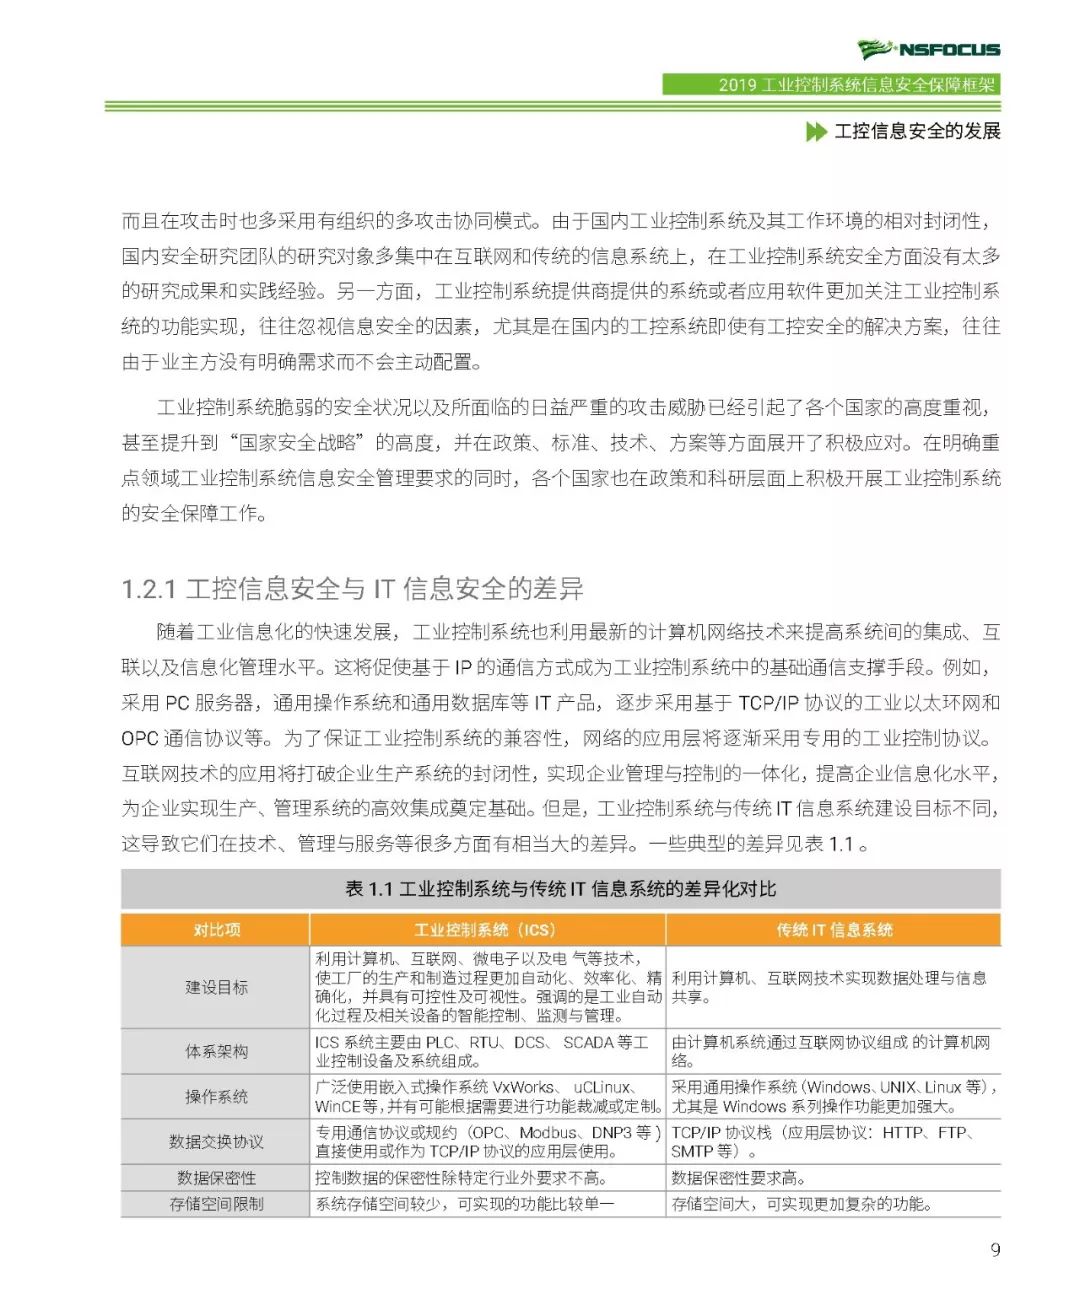 NSFOCUS
2019 工业控制系统信息安全保障框架
工控信息安全的发展
而且在攻击时也多采用有组织的多攻击协同模式。由于国内工业控制系统及其工作环境的相对封闭性，
国内安全研究团队的研究对象多集中在互联网和传统的信息系统上，在工业控制系统安全方面没有太多
的研究成果和实践经验。另一方面，工业控制系统提供商提供的系统或者应用软件更加关注工业控制系
统的功能实现，往往忽视信息安全的因素，尤其是在国内的工控系统即使有工控安全的解决方案，往往
由于业主方没有明确需求而不会主动配置。
工业控制系统脆弱的安全状况以及所面临的日益严重的攻击威胁已经引起了各个国家的高度重视，
甚至提升到“国家安全战略”的高度，并在政策、标准、技术、方案等方面展开了积极应对。在明确重
点领域工业控制系统信息安全管理要求的同时，各个国家也在政策和科研层面上积极开展工业控制系统
的安全保障工作。
1.2.1 工控信息安全与 IT 信息安全的差异
随着工业信息化的快速发展，工业控制系统也利用最新的计算机网络技术来提高系统间的集成、互
联以及信息化管理水平。这将促使基于 IP 的通信方式成为工业控制系统中的基础通信支撑手段。例如，
采用 PC 服务器，通用操作系统和通用数据库等 IT 产品，逐步采用基于 TCP/IP 协议的工业以太环网和
OPC 通信协议等。为了保证工业控制系统的兼容性，网络的应用层将逐渐采用专用的工业控制协议。
互联网技术的应用将打破企业生产系统的封闭性，实现企业管理与控制的一体化，提高企业信息化水平，
为企业实现生产、管理系统的高效集成奠定基础。但是，工业控制系统与传统 IT 信息系统建设目标不同，
这导致它们在技术、管理与服务等很多方面有相当大的差异。一些典型的差异见表 1.1 。
表 1.1 工业控制系统与传统 IT 信息系统的差异化对比
对比项 工业控制系统（ICS） 传统 IT 信息系统
建设目标
利用计算机、互联网、微电子以及电 气等技术，
使工厂的生产和制造过程更加自动化、效率化、精
确化，并具有可控性及可视性。强调的是工业自动
化过程及相关设备的智能控制、监测与管理。
利用计算机、互联网技术实现数据处理与信息
共享。
体系架构
ICS 系统主要由 PLC、RTU、DCS、 SCADA 等工
业控制设备及系统组成。
由计算机系统通过互联网协议组成 的计算机网
络。
操作系统
广泛使用嵌入式操作系统 VxWorks、 uCLinux、
WinCE等，并有可能根据需要进行功能裁减或定制。
采用通用操作系统（Windows、UNIX、Linux 等），
尤其是 Windows 系列操作功能更加强大。
数据交换协议
专用通信协议或规约（OPC、Modbus、DNP3 等 )
直接使用或作为 TCP/IP 协议的应用层使用。
TCP/IP 协议栈（应用层协议：HTTP、FTP、
SMTP 等）。
数据保密性 控制数据的保密性除特定行业外要求不高。 数据保密性要求高。
存储空间限制 系统存储空间较少，可实现的功能比较单一 存储空间大，可实现更加复杂的功能。
9